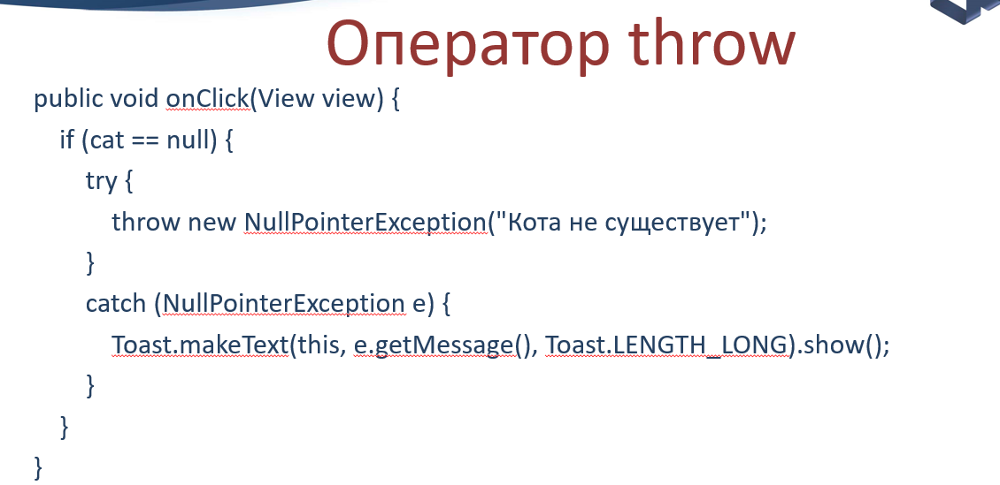 Оператор throw
public void onClick(View view) {
if (cat == null) {
try {
throw new NullPointerException("Кота не существует");
}
catch (NullPointerException e) {
Toast.makeText(this, e.getMessage(), Toast.LENGTH_LONG).show();
}
}
}